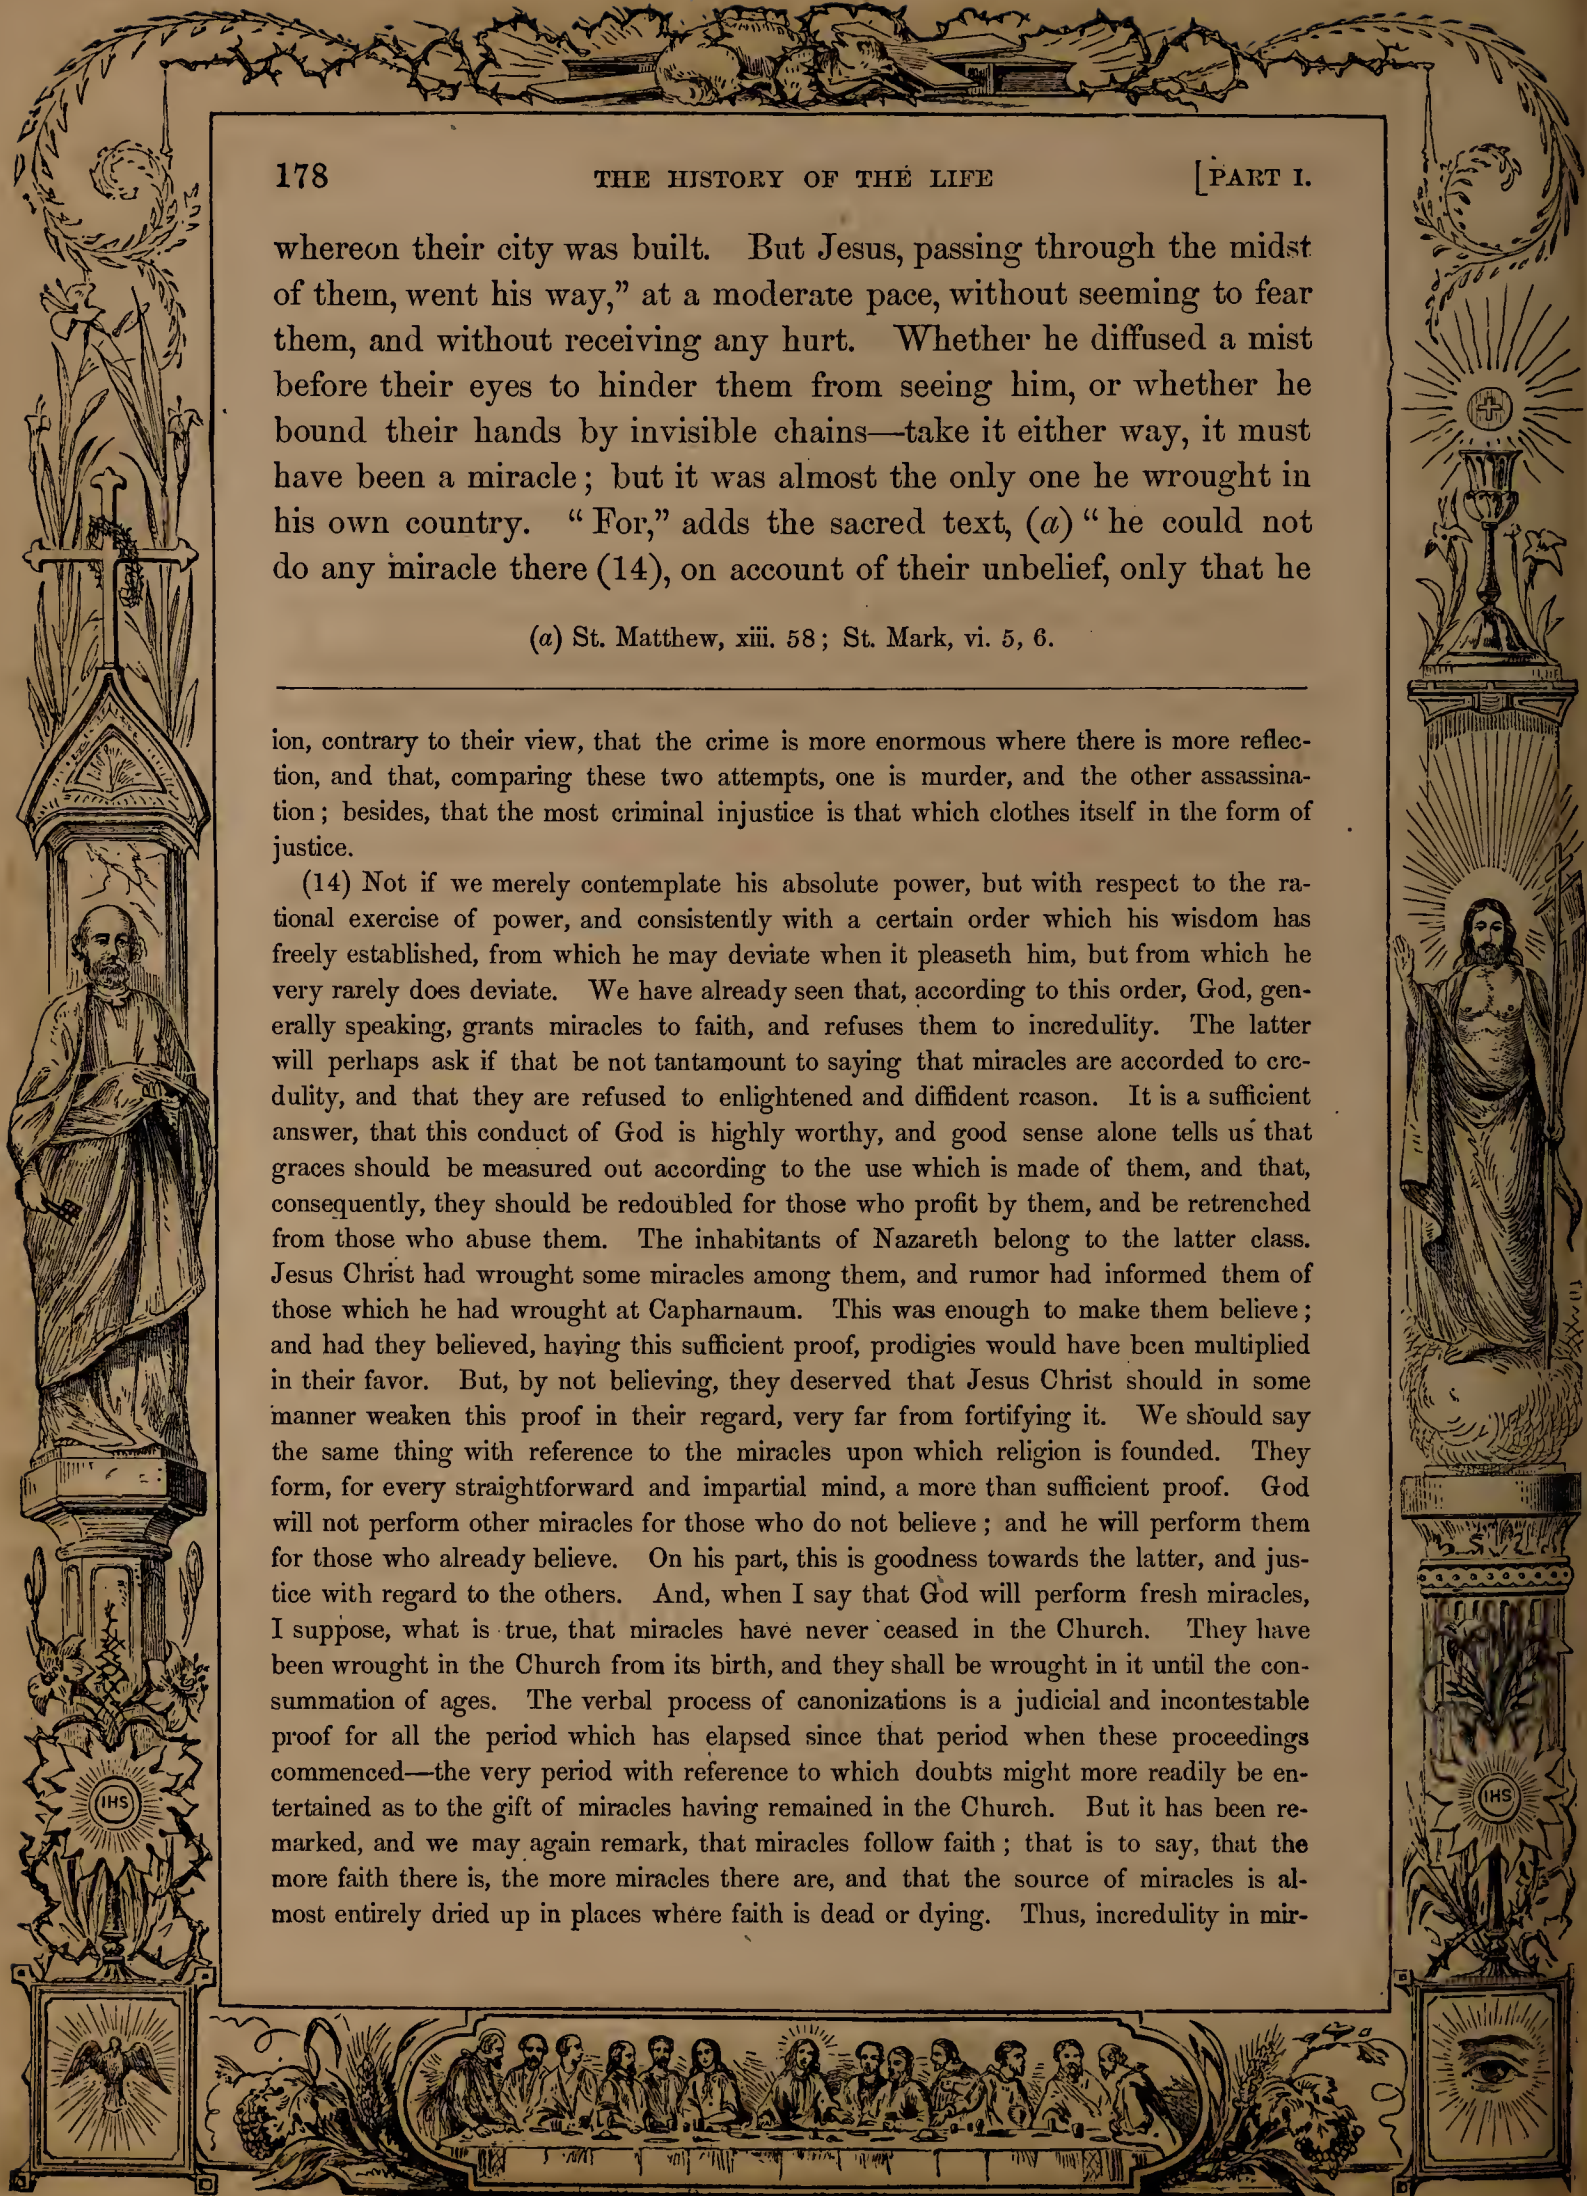 178 THE HISTORY OF THE LIFE [PART I.
whereon their city was built. But Jesus, passing through the midst
of them, went his way,” at a moderate pace, without seeming to fear
them, and without receiving any hurt. Whether he diffused a mist
before their eyes to hinder them from seeing him, or whether he
bound their hands by invisible chains—take it either way, it must
have been a miracle; but it was almost the only one he wrought in
his own country. “For,” adds the sacred text, (a) “he could not
do any miracle there (14), on account of their unbelief, only that he
(a) St. Matthew, xiii. 58; St. Mark, vi. 5, 6.
ion, contrary to their view, that the crime is more enormous where there is more reflec-
tion, and that, comparing these two attempts, one is murder, and the other assassina-
tion; besides, that the most criminal injustice is that which clothes itself in the form of
justice.
(14) Not if we merely contemplate his absolute power, but with respect to the ra-
tional exercise of power, and consistently with a certain order which his wisdom has
freely established, from which he may deviate when it pleaseth him, but from which he
very rarely does deviate. We have already seen that, according to this order, God, gen-
erally speaking, grants miracles to faith, and refuses them to incredulity. The latter
will perhaps ask if that be not tantamount to saying that miracles are accorded to cre-
dulity, and that they are refused to enlightened and diffident reason. It is a sufficient
answer, that this conduct of God is highly worthy, and good sense alone tells us that
graces should be measured out according to the use which is made of them, and that,
consequently, they should be redoubled for those who profit by them, and be retrenched
from those who abuse them. The inhabitants of Nazareth belong to the latter class.
Jesus Christ had wrought some miracles among them, and rumor had informed them of
those which he had wrought at Capharnaum. This was enough to make them believe;
and had they believed, having this sufficient proof, prodigies would have been multiplied
in their favor. But, by not believing, they deserved that Jesus Christ should in some
manner weaken this proof in their regard, very far from fortifying it. We should say
the same thing with reference to the miracles upon which religion is founded. They
form, for every straightforward and impartial mind, a more than sufficient proof. God
will not perform other miracles for those who do not believe; and he will perform them
for those who already believe. On his part, this is goodness towards the latter, and jus-
tice with regard to the others. And, when I say that God will perform fresh miracles,
I suppose, what is true, that miracles have never ceased in the Church. They have
been wrought in the Church from its birth, and they shall be wrought in it until the con-
summation of ages. The verbal process of canonizations is a judicial and incontestable
proof for all the period which has elapsed since that period when these proceedings
commenced—the very period with reference to which doubts might more readily be en-
tertained as to the gift of miracles having remained in the Church. But it has been re-
marked, and we may again remark, that miracles follow faith; that is to say, that the
more faith there is, the more miracles there are, and that the source of miracles is al-
most entirely dried up in places where faith is dead or dying. Thus, incredulity in mir-
IHS
IHS